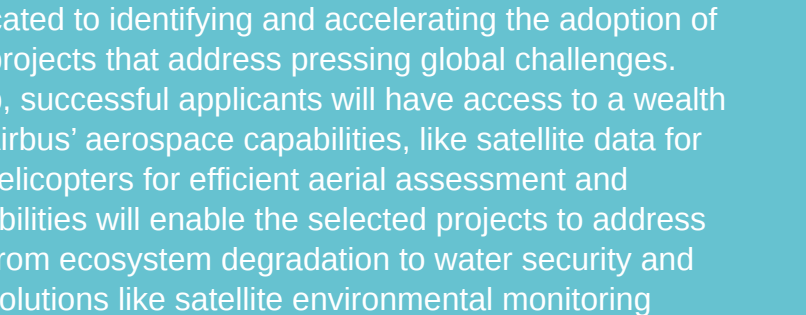 cated to identifying and accelerating the adoption of
rojects that address pressing global challenges.
, successful applicants will have access to a wealth
irbus’ aerospace capabilities, like satellite data for
elicopters for efficient aerial assessment and
bilities will enable the selected projects to address
rom ecosystem degradation to water security and
olutions like satellite environmental monitoring